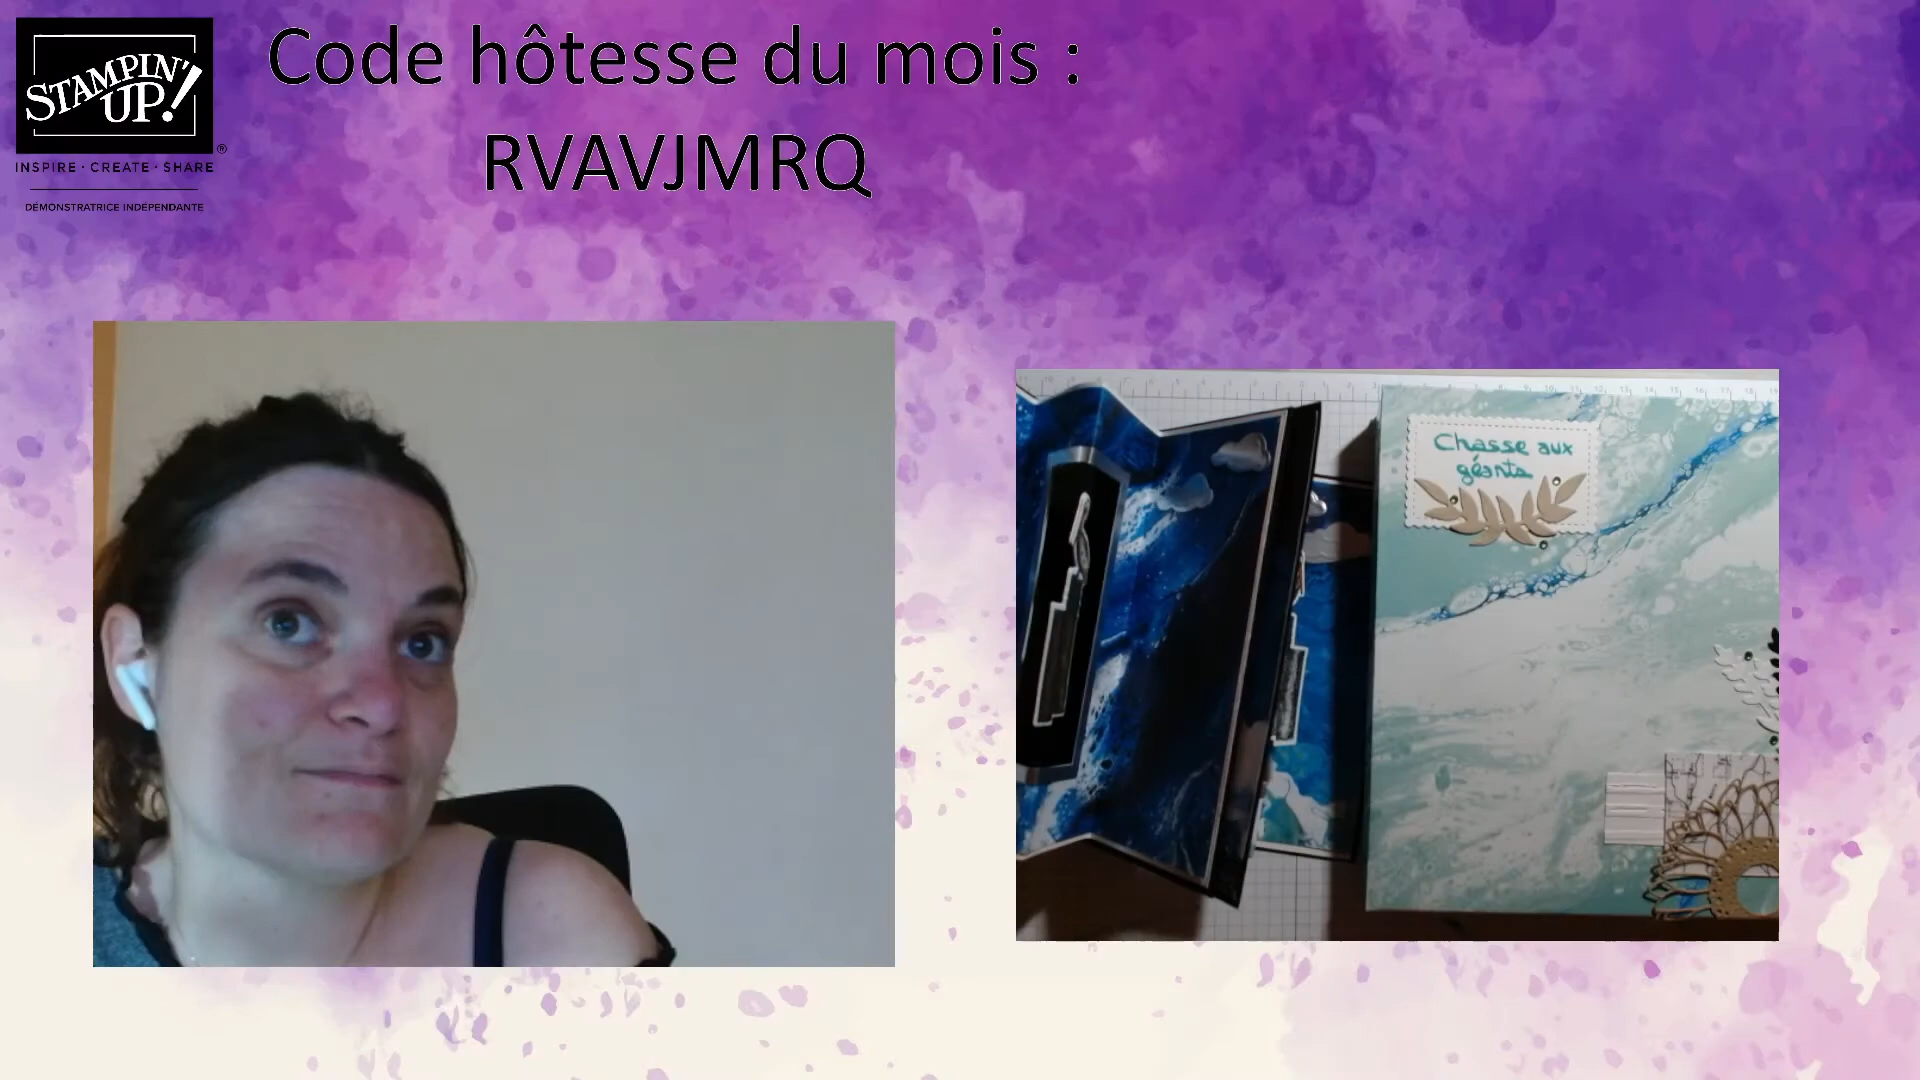 STAMPIN' UP!®
INSPIRE · CREATE · SHARE
DÉMONSTRATRICE INDÉPENDANTE
Code hôtesse du mois :
RVAVJMRQ
Chasse aux
géants